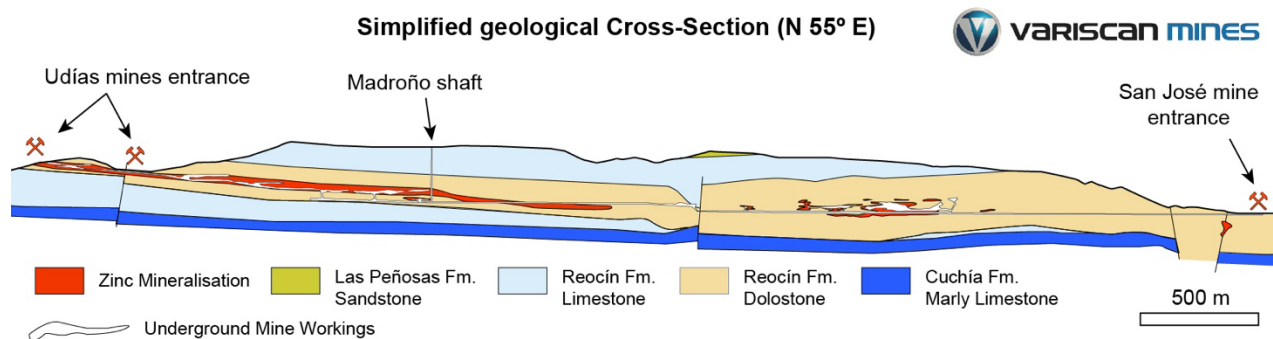 Simplified geological Cross-Section (N 55º E)
VARISCAN MINES
Udías mines entrance
Madroño shaft
San José mine
entrance
Zinc Mineralisation
Las Peñosas Fm.
Sandstone
Reocín Fm.
Limestone
Reocín Fm.
Dolostone
Cuchía Fm.
Marly Limestone
500 m
Underground Mine Workings